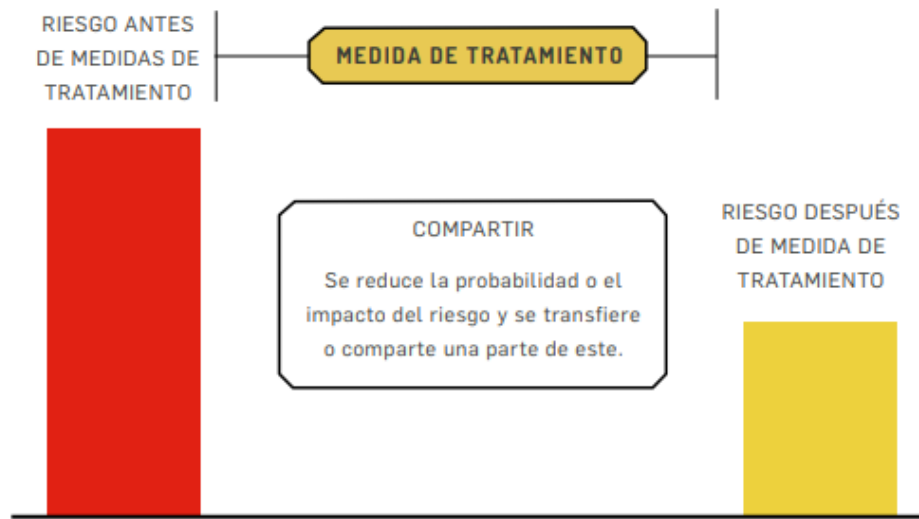 RIESGO ANTES
DE MEDIDAS DE
TRATAMIENTO
MEDIDA DE TRATAMIENTO
COMPARTIR
Se reduce la probabilidad o el
impacto del riesgo y se transfiere
o comparte una parte de este.
RIESGO DESPUÉS
DE MEDIDA DE
TRATAMIENTO